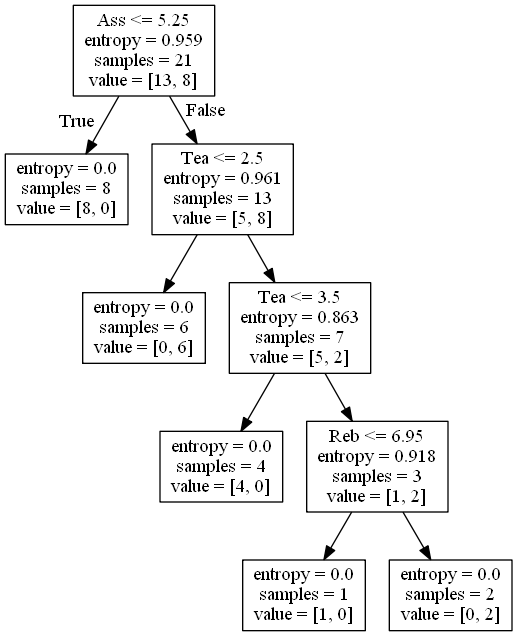 Ass <= 5.25
entropy = 0.959
samples = 21
value = [13, 8]
True
False
entropy = 0.0
samples = 8
value = [8, 0]
Tea <= 2.5
entropy = 0.961
samples = 13
value = [5, 8]
entropy = 0.0
samples = 6
value = [0, 6]
Tea <= 3.5
entropy = 0.863
samples = 7
value = [5, 2]
entropy = 0.0
samples = 4
value = [4, 0]
Reb <= 6.95
entropy = 0.918
samples = 3
value = [1, 2]
entropy = 0.0
samples = 1
value = [1, 0]
entropy = 0.0
samples = 2
value = [0, 2]